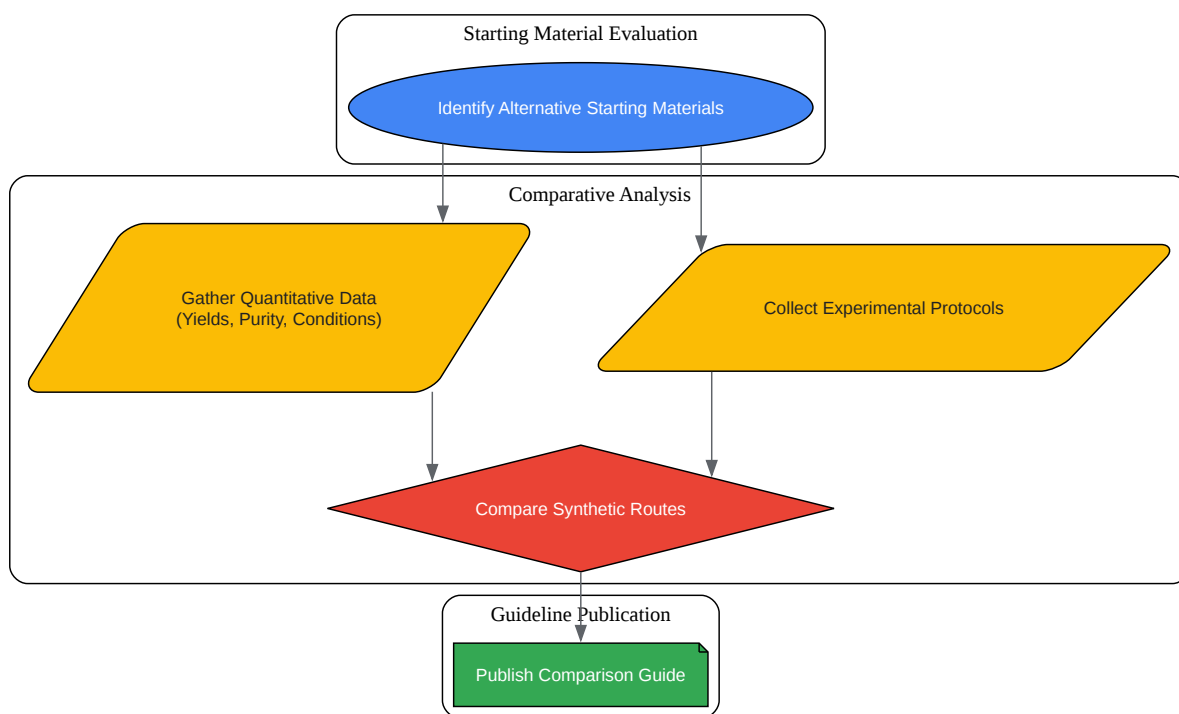 Starting Material Evaluation
Identify Alternative Starting Materials
Comparative Analysis
Gather Quantitative Data
(Yields, Purity, Conditions)
Collect Experimental Protocols
Compare Synthetic Routes
Guideline Publication
Publish Comparison Guide